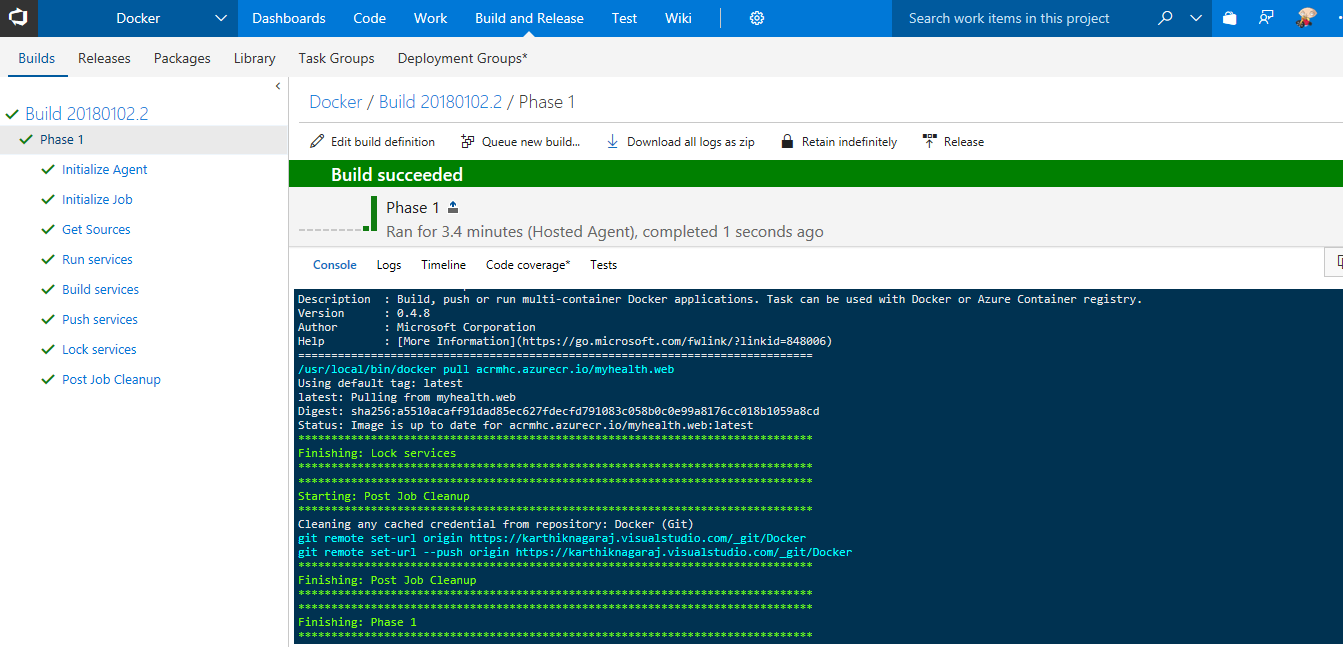 Docker Dashboards Code Work Build and Release Test Wiki Search work items in this project
Builds Releases Packages Library Task Groups Deployment Groups*
Build 20180102.2
Phase 1
Initialize Agent
Initialize Job
Get Sources
Run services
Build services
Push services
Lock services
Post Job Cleanup
Docker / Build 20180102.2 / Phase 1
Edit build definition Queue new build... Download all logs as zip Retain indefinitely Release
Build succeeded
Phase 1
Ran for 3.4 minutes (Hosted Agent), completed 1 seconds ago
Console Logs Timeline Code coverage* Tests
Description : Build, push or run multi-container Docker applications. Task can be used with Docker or Azure Container registry.
Version : 0.4.8
Author : Microsoft Corporation
Help : [More Information](https://go.microsoft.com/fwlink/?linkid=848006)
==============================================================================
/usr/local/bin/docker pull acrmhc.azurecr.io/myhealth.web
Using default tag: latest
latest: Pulling from myhealth.web
Digest: sha256:a5510acaff91dad85ec627fdecfd791083c058b0c0e99a8176cc018b1059a8cd
Status: Image is up to date for acrmhc.azurecr.io/myhealth.web:latest
******************************************************************************
Finishing: Lock services
******************************************************************************
******************************************************************************
Starting: Post Job Cleanup
******************************************************************************
Cleaning any cached credential from repository: Docker (Git)
git remote set-url origin https://karthiknagaraj.visualstudio.com/_git/Docker
git remote set-url --push origin https://karthiknagaraj.visualstudio.com/_git/Docker
******************************************************************************
Finishing: Post Job Cleanup
******************************************************************************
******************************************************************************
Finishing: Phase 1
******************************************************************************